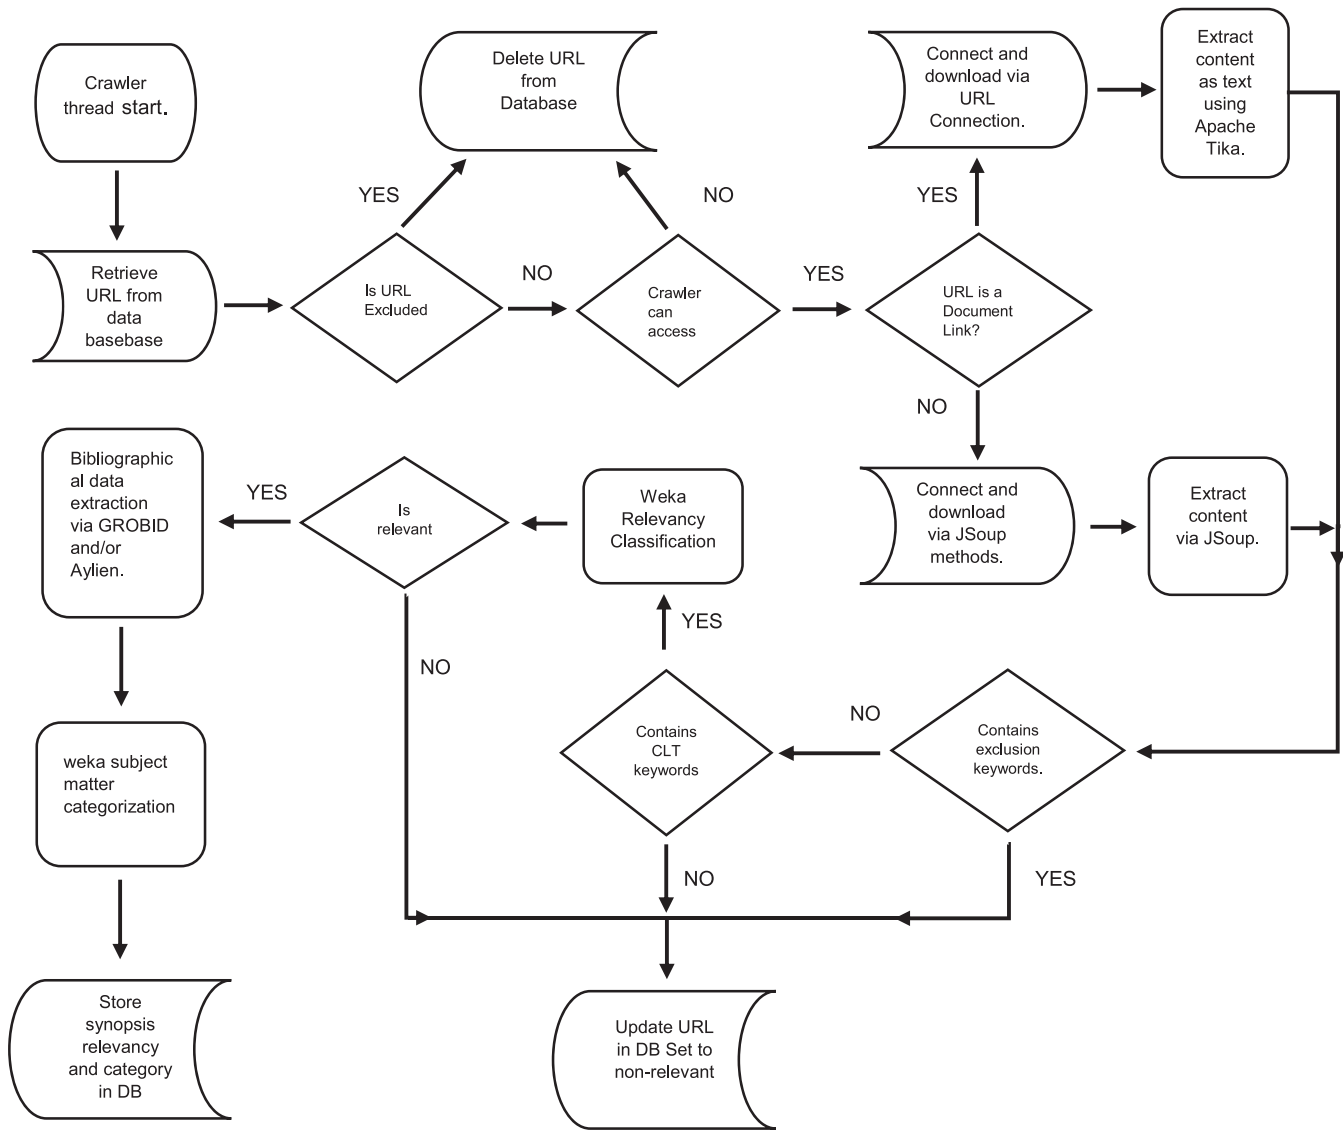 Crawler
thread start.
Delete URL
from
Database
Connect and
download via
URL
Connection.
Extract
content
as text
using
Apache
Tika.
YES
NO
YES
Retrieve
URL from
data
basebase
Is URL
Excluded
NO
Crawler
can
access
YES
URL is a
Document
Link?
NO
Bibliographic
al data
extraction
via GROBID
and/or
Aylien.
YES
Is
relevant
Weka
Relevancy
Classification
Connect and
download
via JSoup
methods.
Extract
content
via JSoup.
YES
NO
weka subject
matter
categorization
Contains
CLT
keywords
NO
Contains
exclusion
keywords.
NO
YES
Store
synopsis
relevancy
and category
in DB
Update URL
in DB Set to
non-relevant